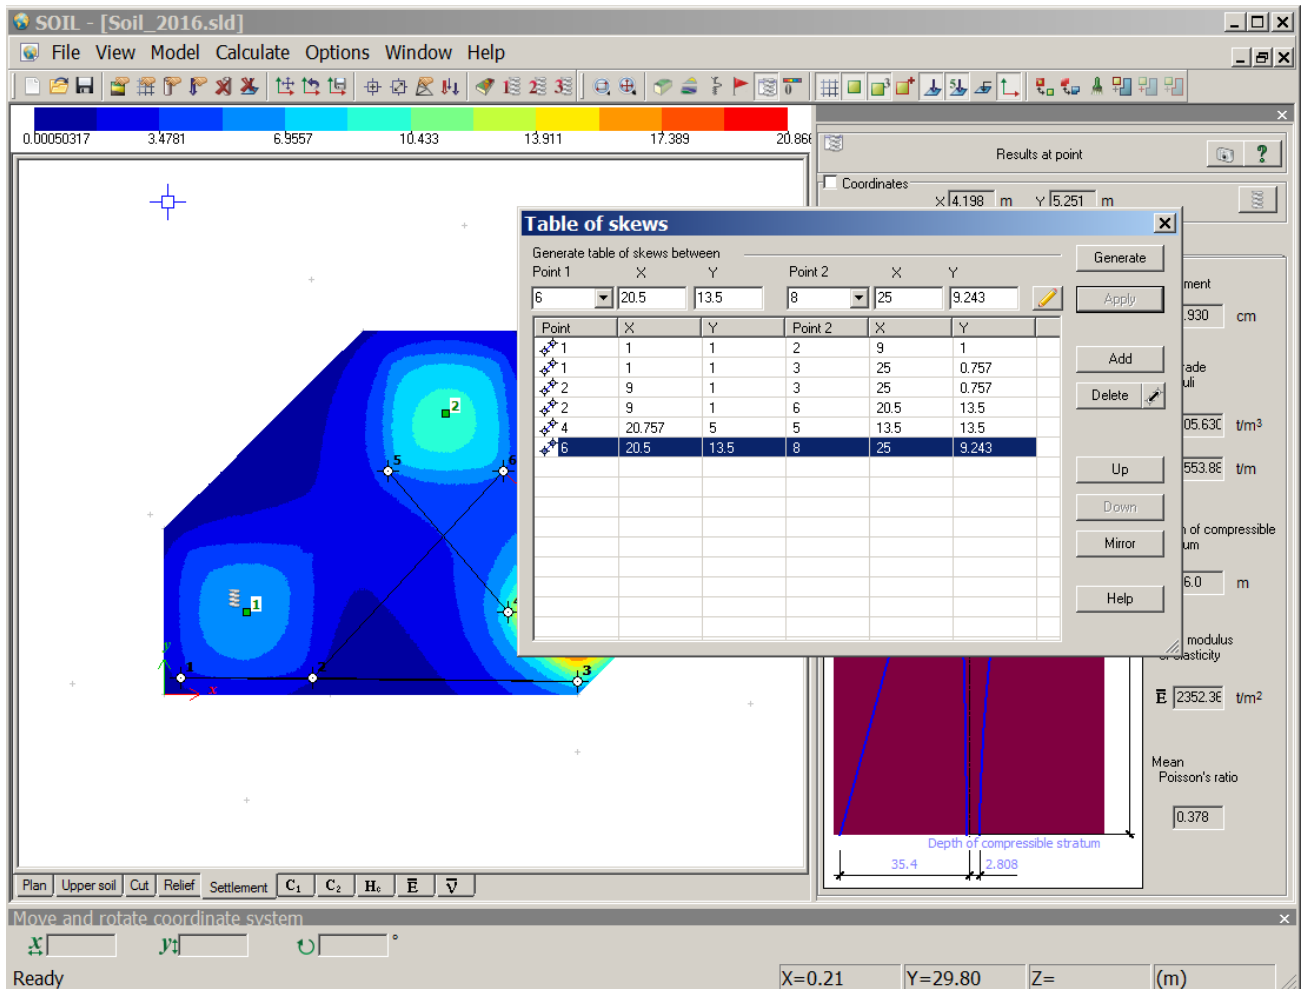 SOIL - [Soil_2016.sld]
File View Model Calculate Options Window Help
0.00050317 3.4781 6.9557 10.433 13.911 17.389 20.866
Results at point
Coordinates
X 4.198 m Y 5.251 m
Table of skews
Generate table of skews between
Point 1 X Y Point 2 X Y
6 20.5 13.5 8 25 9.243
Point X Y Point 2 X Y
1 1 1 2 9 1
1 1 1 3 25 0.757
2 9 1 3 25 0.757
2 9 1 6 20.5 13.5
4 20.757 5 5 13.5 13.5
6 20.5 13.5 8 25 9.243
Generate
Apply
Add
Delete
Up
Down
Mirror
Help
ment
.930 cm
rade
uli
05.630 t/m3
553.88 t/m
of compressible
um
6.0 m
modulus
of elasticity
E 2352.36 t/m2
Mean
Poisson's ratio
0.378
2
5
6
1
4
y
1
2
3
x
Depth of compressible stratum
35.4 2.808
Plan Upper soil Cut Relief Settlement C1 C2 Hc E V
Move and rotate coordinate system
x y °
Ready
X=0.21 Y=29.80 Z= (m)